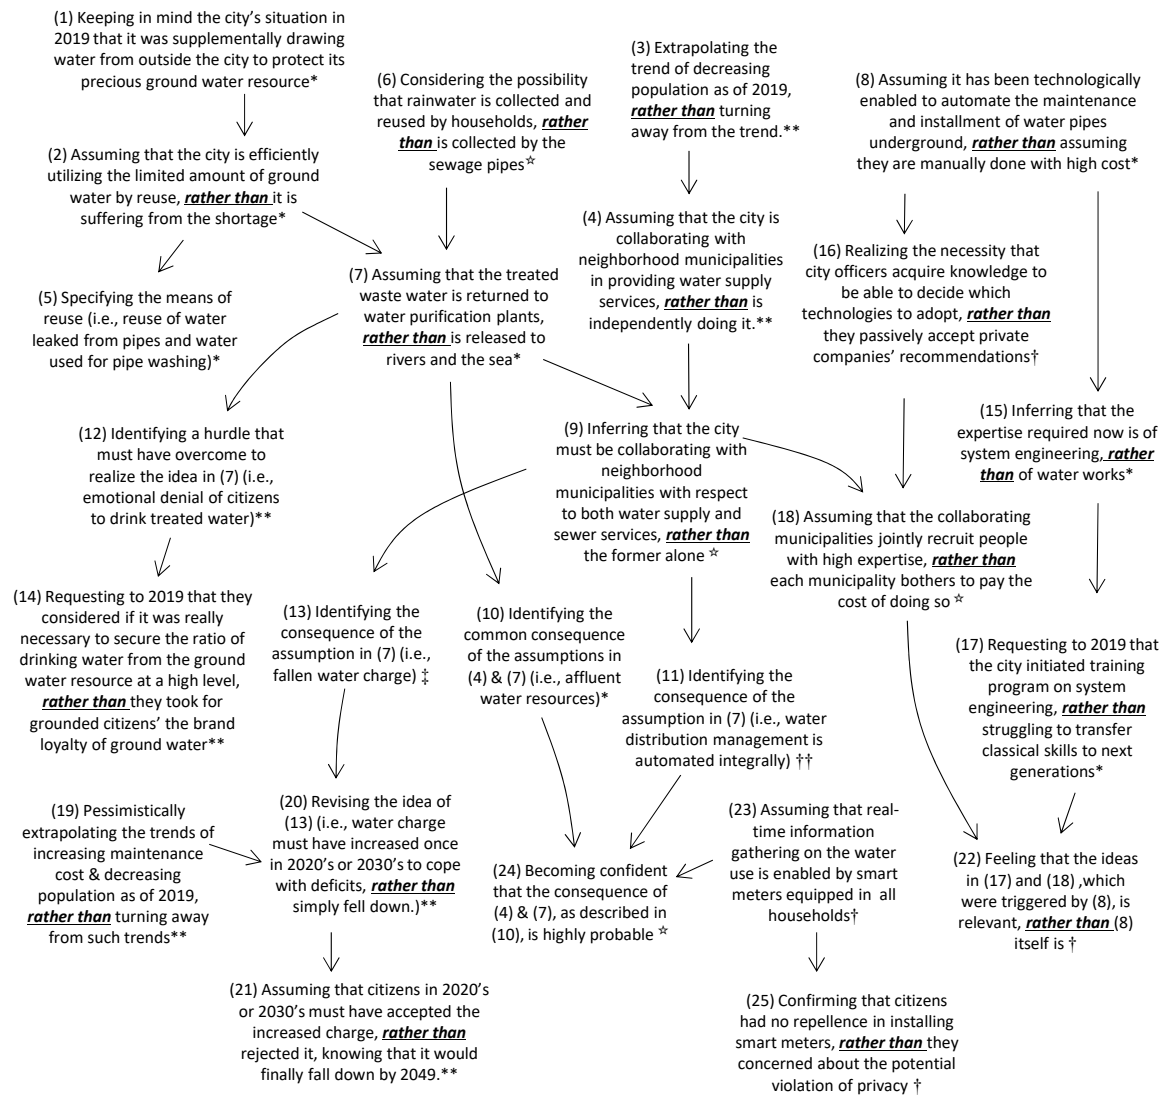 (1) Keeping in mind the city’s situation in
2019 that it was supplementally drawing
water from outside the city to protect its
precious ground water resource*
(2) Assuming that the city is efficiently
utilizing the limited amount of ground
water by reuse, rather than it is
suffering from the shortage*
(3) Extrapolating the
trend of decreasing
population as of 2019,
rather than turning
away from the trend.**
(4) Assuming that the city is
collaborating with
neighborhood municipalities
in providing water supply
services, rather than is
independently doing it.**
(5) Specifying the means of
reuse (i.e., reuse of water
leaked from pipes and water
used for pipe washing)*
(6) Considering the possibility
that rainwater is collected and
reused by households, rather
than is collected by the
sewage pipes☆
(7) Assuming that the treated
waste water is returned to
water purification plants,
rather than is released to
rivers and the sea*
(8) Assuming it has been technologically
enabled to automate the maintenance
and installment of water pipes
underground, rather than assuming
they are manually done with high cost*
(9) Inferring that the city
must be collaborating with
neighborhood
municipalities with respect
to both water supply and
sewer services, rather than
the former alone ☆
(10) Identifying the
common consequence
of the assumptions in
(4) & (7) (i.e., affluent
water resources)*
(11) Identifying the
consequence of the
assumption in (7) (i.e., water
distribution management is
automated integrally) ††
(12) Identifying a hurdle that
must have overcome to
realize the idea in (7) (i.e.,
emotional denial of citizens
to drink treated water)**
(13) Identifying the
consequence of the
assumption in (7) (i.e.,
fallen water charge) ‡
(14) Requesting to 2019 that they
considered if it was really
necessary to secure the ratio of
drinking water from the ground
water resource at a high level,
rather than they took for
grounded citizens’ the brand
loyalty of ground water**
(15) Inferring that the
expertise required now is of
system engineering, rather
than of water works*
(16) Realizing the necessity that
city officers acquire knowledge to
be able to decide which
technologies to adopt, rather than
they passively accept private
companies’ recommendations†
(17) Requesting to 2019 that
the city initiated training
program on system
engineering, rather than
struggling to transfer
classical skills to next
generations*
(18) Assuming that the collaborating
municipalities jointly recruit people
with high expertise, rather than
each municipality bothers to pay the
cost of doing so ☆
(19) Pessimistically
extrapolating the trends of
increasing maintenance
cost & decreasing
population as of 2019,
rather than turning away
from such trends**
(20) Revising the idea of
(13) (i.e., water charge
must have increased once
in 2020’s or 2030’s to cope
with deficits, rather than
simply fell down.)**
(21) Assuming that citizens in 2020’s
or 2030’s must have accepted the
increased charge, rather than
rejected it, knowing that it would
finally fall down by 2049.**
(22) Feeling that the ideas
in (17) and (18) ,which
were triggered by (8), is
relevant, rather than (8)
itself is †
(23) Assuming that real-
time information
gathering on the water
use is enabled by smart
meters equipped in all
households†
(24) Becoming confident
that the consequence of
(4) & (7), as described in
(10), is highly probable ☆
(25) Confirming that citizens
had no repellence in installing
smart meters, rather than they
concerned about the potential
violation of privacy †